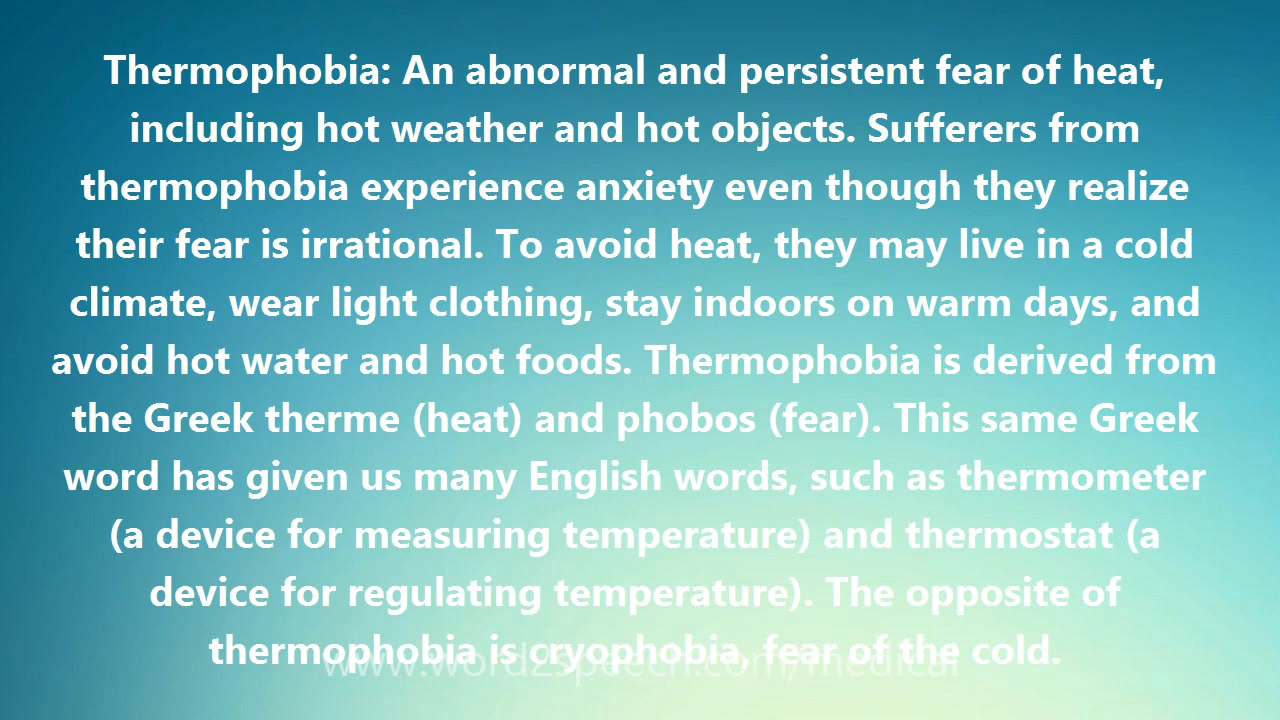 Thermophobia: An abnormal and persistent fear of heat,
including hot weather and hot objects. Sufferers from
thermophobia experience anxiety even though they realize
their fear is irrational. To avoid heat, they may live in a cold
climate, wear light clothing, stay indoors on warm days, and
avoid hot water and hot foods. Thermophobia is derived from
the Greek therme (heat) and phobos (fear). This same Greek
word has given us many English words, such as thermometer
(a device for measuring temperature) and thermostat (a
device for regulating temperature). The opposite of
thermophobia is cryophobia, fear of the cold.
www.word2speech.com/medical